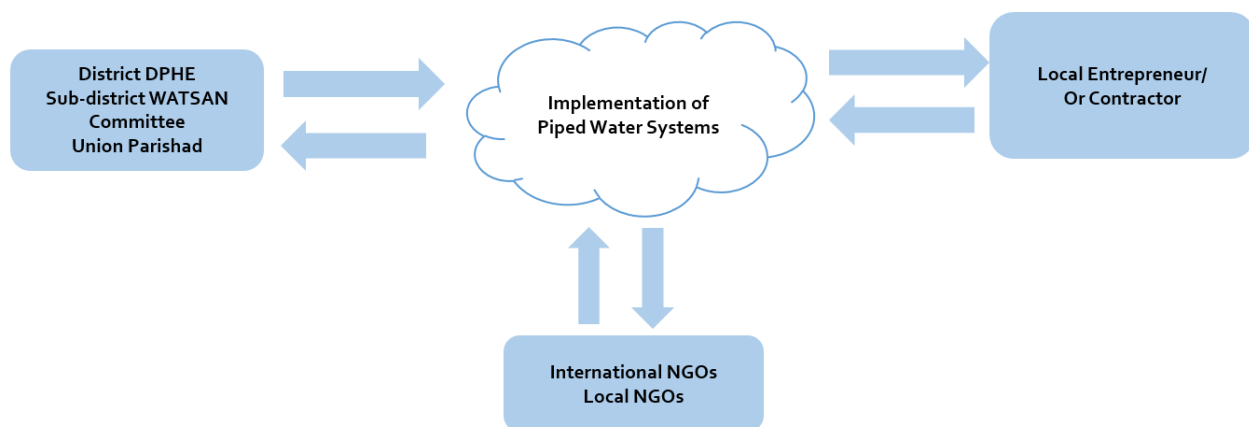 District DPHE
Sub-district WATSAN
Committee
Union Parishad
Implementation of
Piped Water Systems
Local Entrepreneur/
Or Contractor
International NGOs
Local NGOs